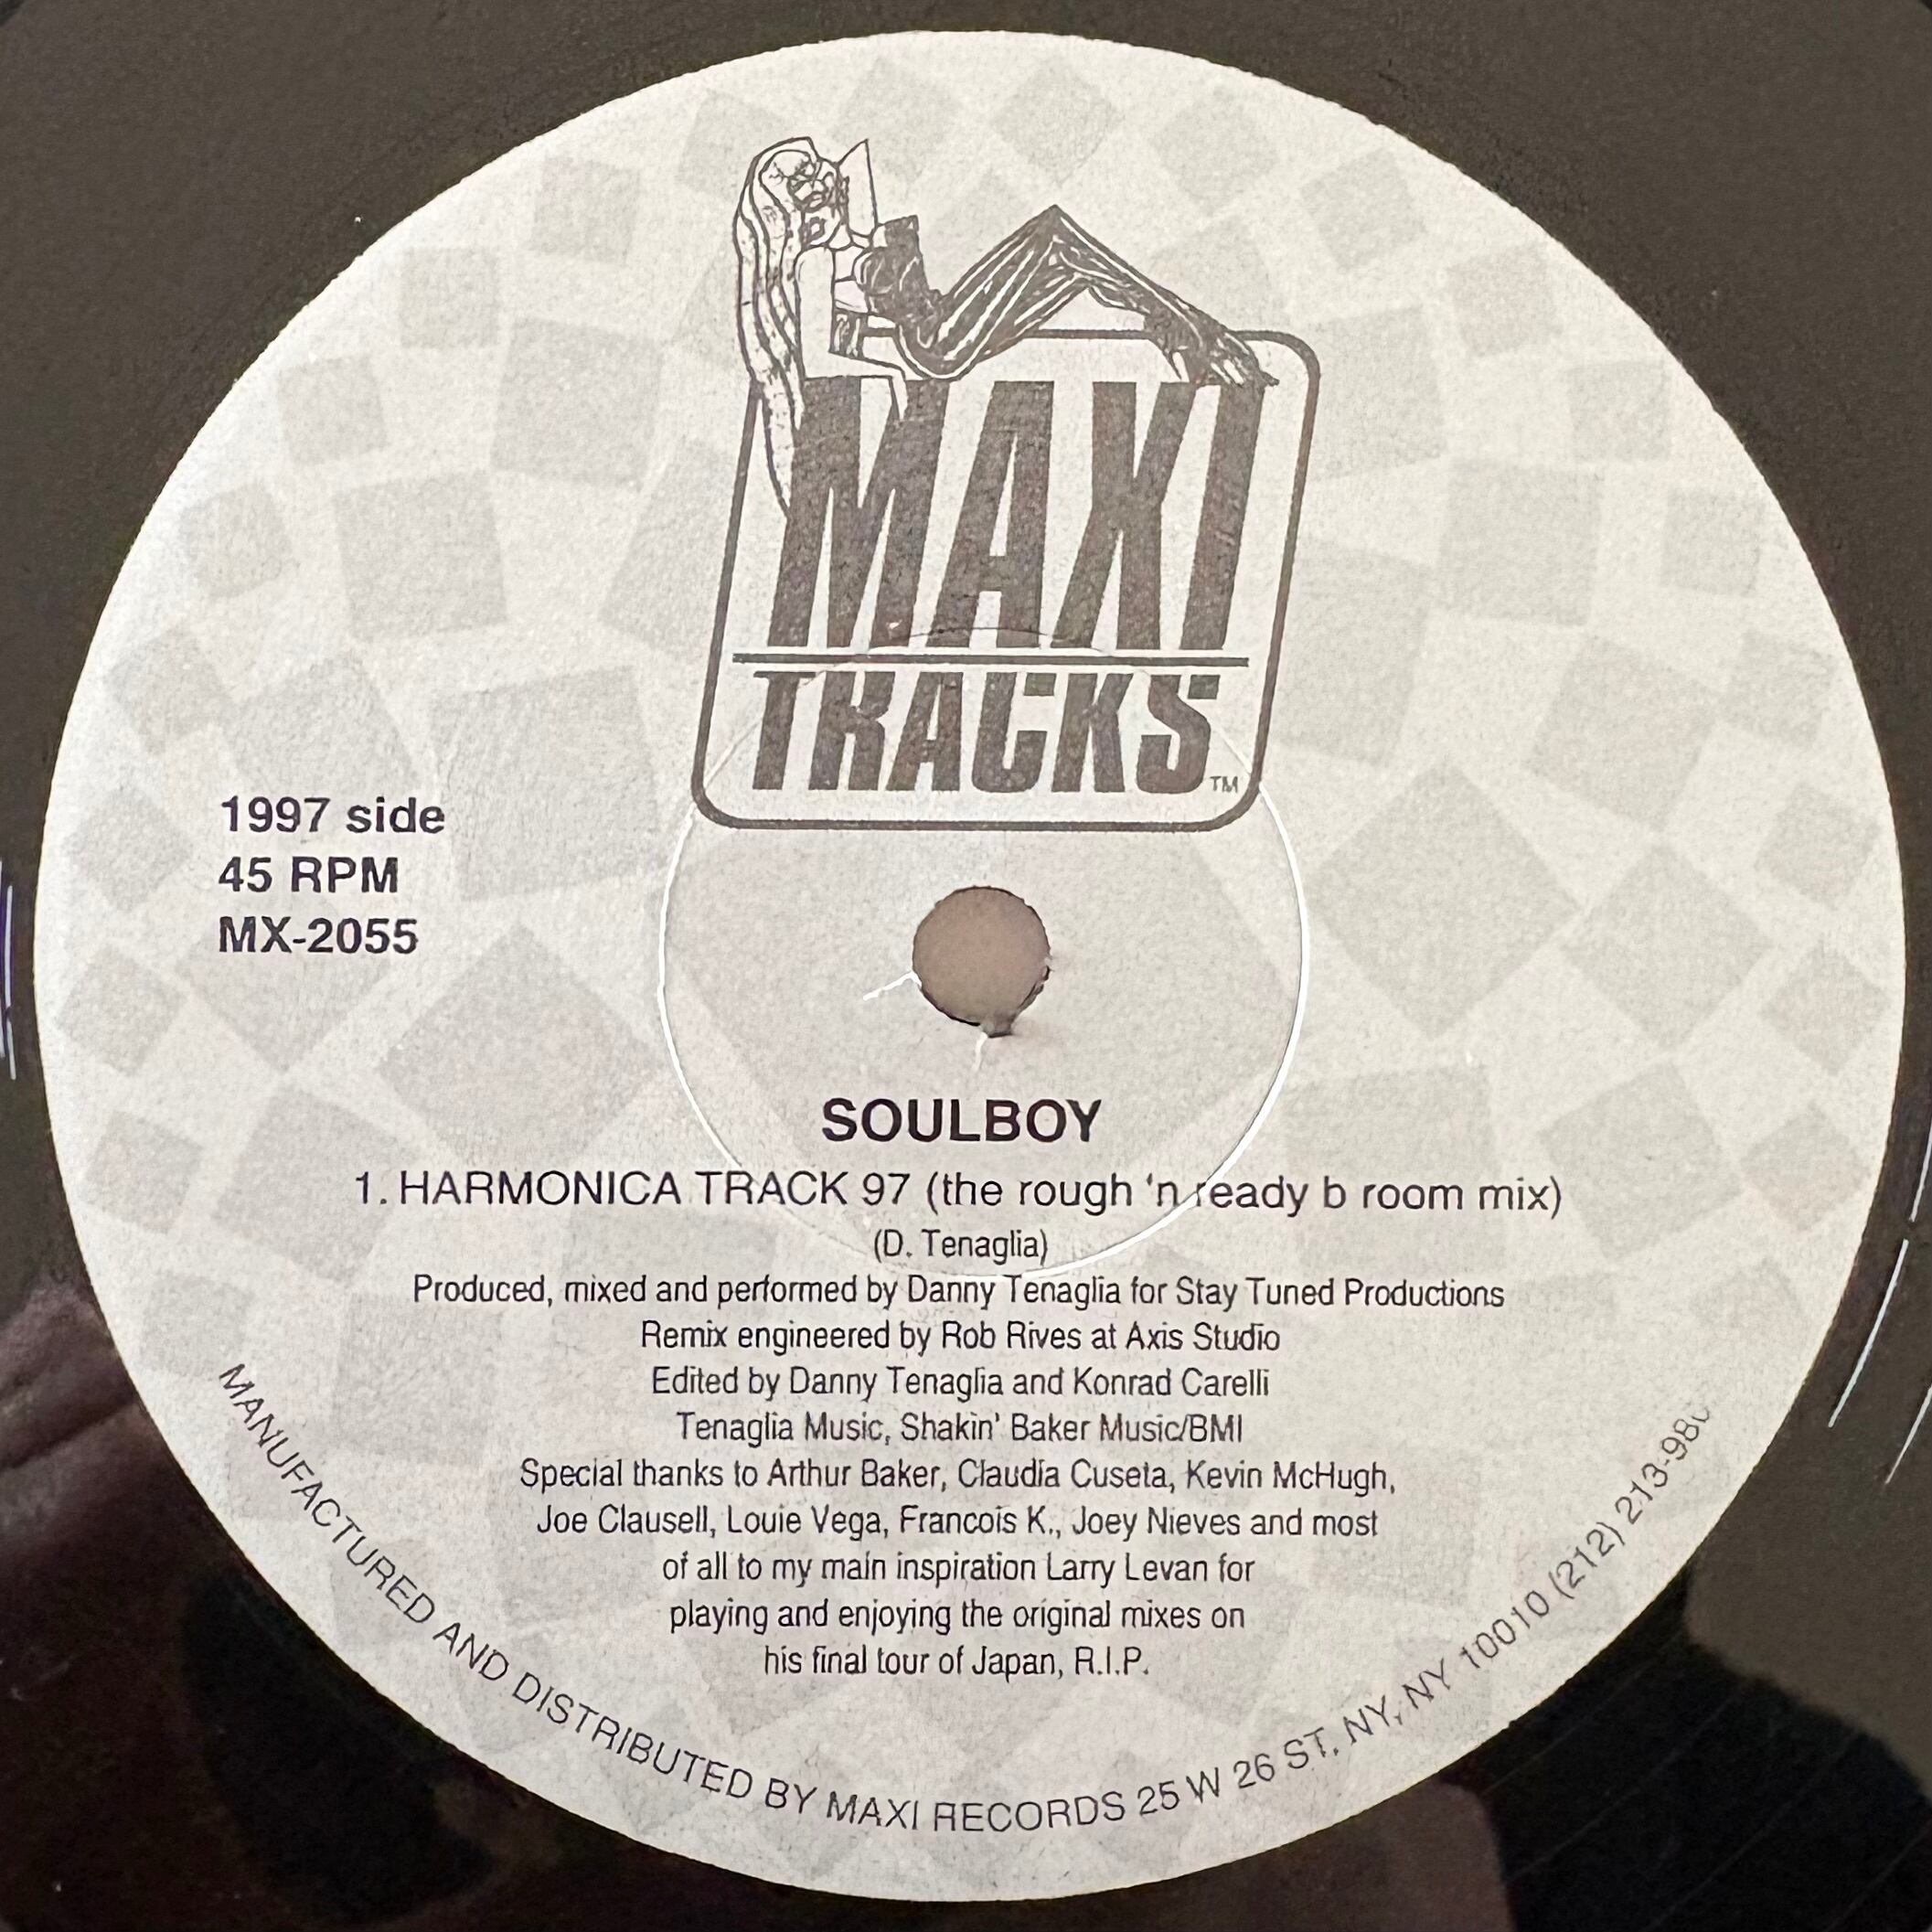 MAXI
TRACKS
TM
1997 side
45 RPM
MX-2055
SOULBOY
1. HARMONICA TRACK 97 (the rough 'n ready b room mix)
(D. Tenaglia)
Produced, mixed and performed by Danny Tenaglia for Stay Tuned Productions
Remix engineered by Rob Rives at Axis Studio
Edited by Danny Tenaglia and Konrad Carelli
Tenaglia Music, Shakin' Baker Music/BMI
Special thanks to Arthur Baker, Claudia Cuseta, Kevin McHugh,
Joe Clausell, Louie Vega, Francois K., Joey Nieves and most
of all to my main inspiration Larry Levan for
playing and enjoying the original mixes on
his final tour of Japan, R.I.P.
MANUFACTURED AND DISTRIBUTED BY MAXI RECORDS 25 W 26 ST. NY, NY 10010 (212)